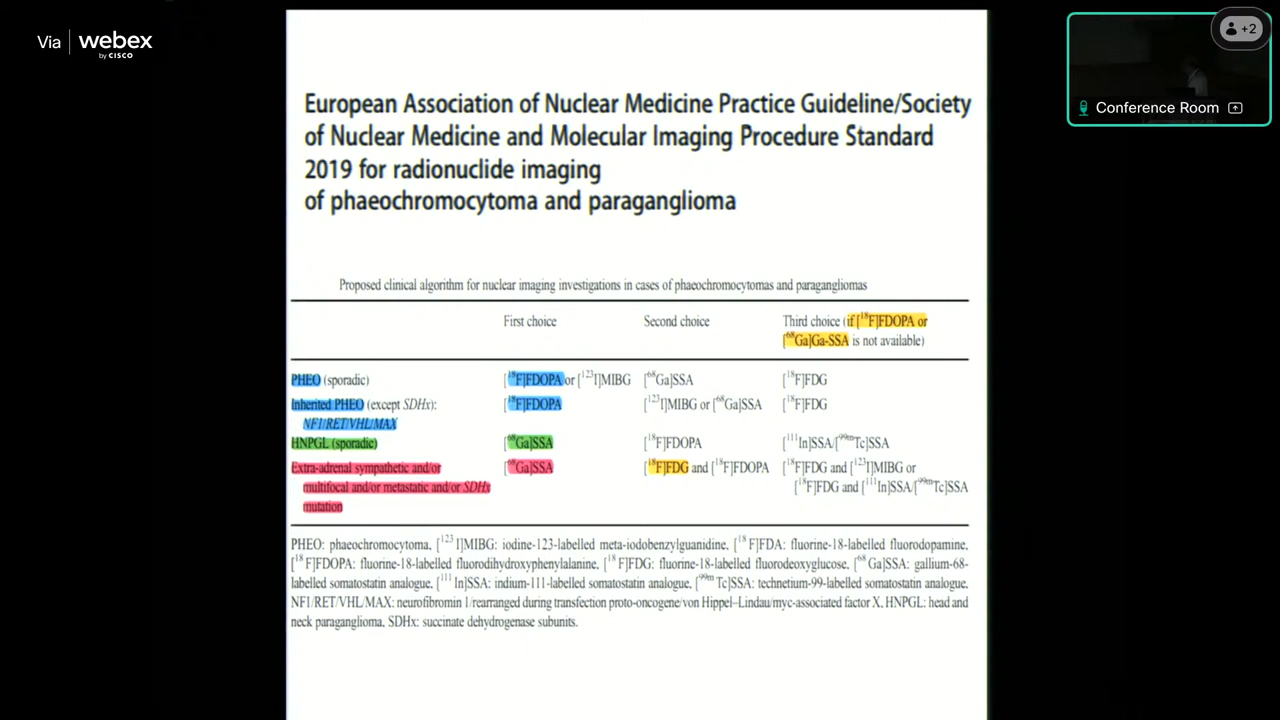 Via webex
by CISCO
+2
Conference Room
European Association of Nuclear Medicine Practice Guideline/Society
of Nuclear Medicine and Molecular Imaging Procedure Standard
2019 for radionuclide imaging
of phaeochromocytoma and paraganglioma
Proposed clinical algorithm for nuclear imaging investigations in cases of phaeochromocytomas and paragangliomas
First choice Second choice Third choice (if [18F]FDOPA or
[68Ga]Ga-SSA is not available)
PHEO (sporadic) [18F]FDOPA or [123I]MIBG [68Ga]SSA [18F]FDG
Inherited PHEO (except SDHx): [18F]FDOPA [123I]MIBG or [68Ga]SSA [18F]FDG
NF1/RET/VHL/MAX
HNPGL (sporadic) [68Ga]SSA [18F]FDOPA [111In]SSA/[99mTc]SSA
Extra-adrenal sympathetic and/or [68Ga]SSA [18F]FDG and [18F]FDOPA [18F]FDG and [123I]MIBG or
multifocal and/or metastatic and/or SDHx [18F]FDG and [111In]SSA/[99mTc]SSA
mutation
PHEO: phaeochromocytoma, [123I]MIBG: iodine-123-labelled meta-iodobenzylguanidine, [18F]FDA: fluorine-18-labelled fluorodopamine,
[18F]FDOPA: fluorine-18-labelled fluorodihydroxyphenylalanine, [18F]FDG: fluorine-18-labelled fluorodeoxyglucose, [68Ga]SSA: gallium-68-
labelled somatostatin analogue, [111In]SSA: indium-111-labelled somatostatin analogue, [99mTc]SSA: technetium-99-labelled somatostatin analogue,
NF1/RET/VHL/MAX: neurofibromin 1/rearranged during transfection proto-oncogene/von Hippel–Lindau/myc-associated factor X, HNPGL: head and
neck paraganglioma, SDHx: succinate dehydrogenase subunits.